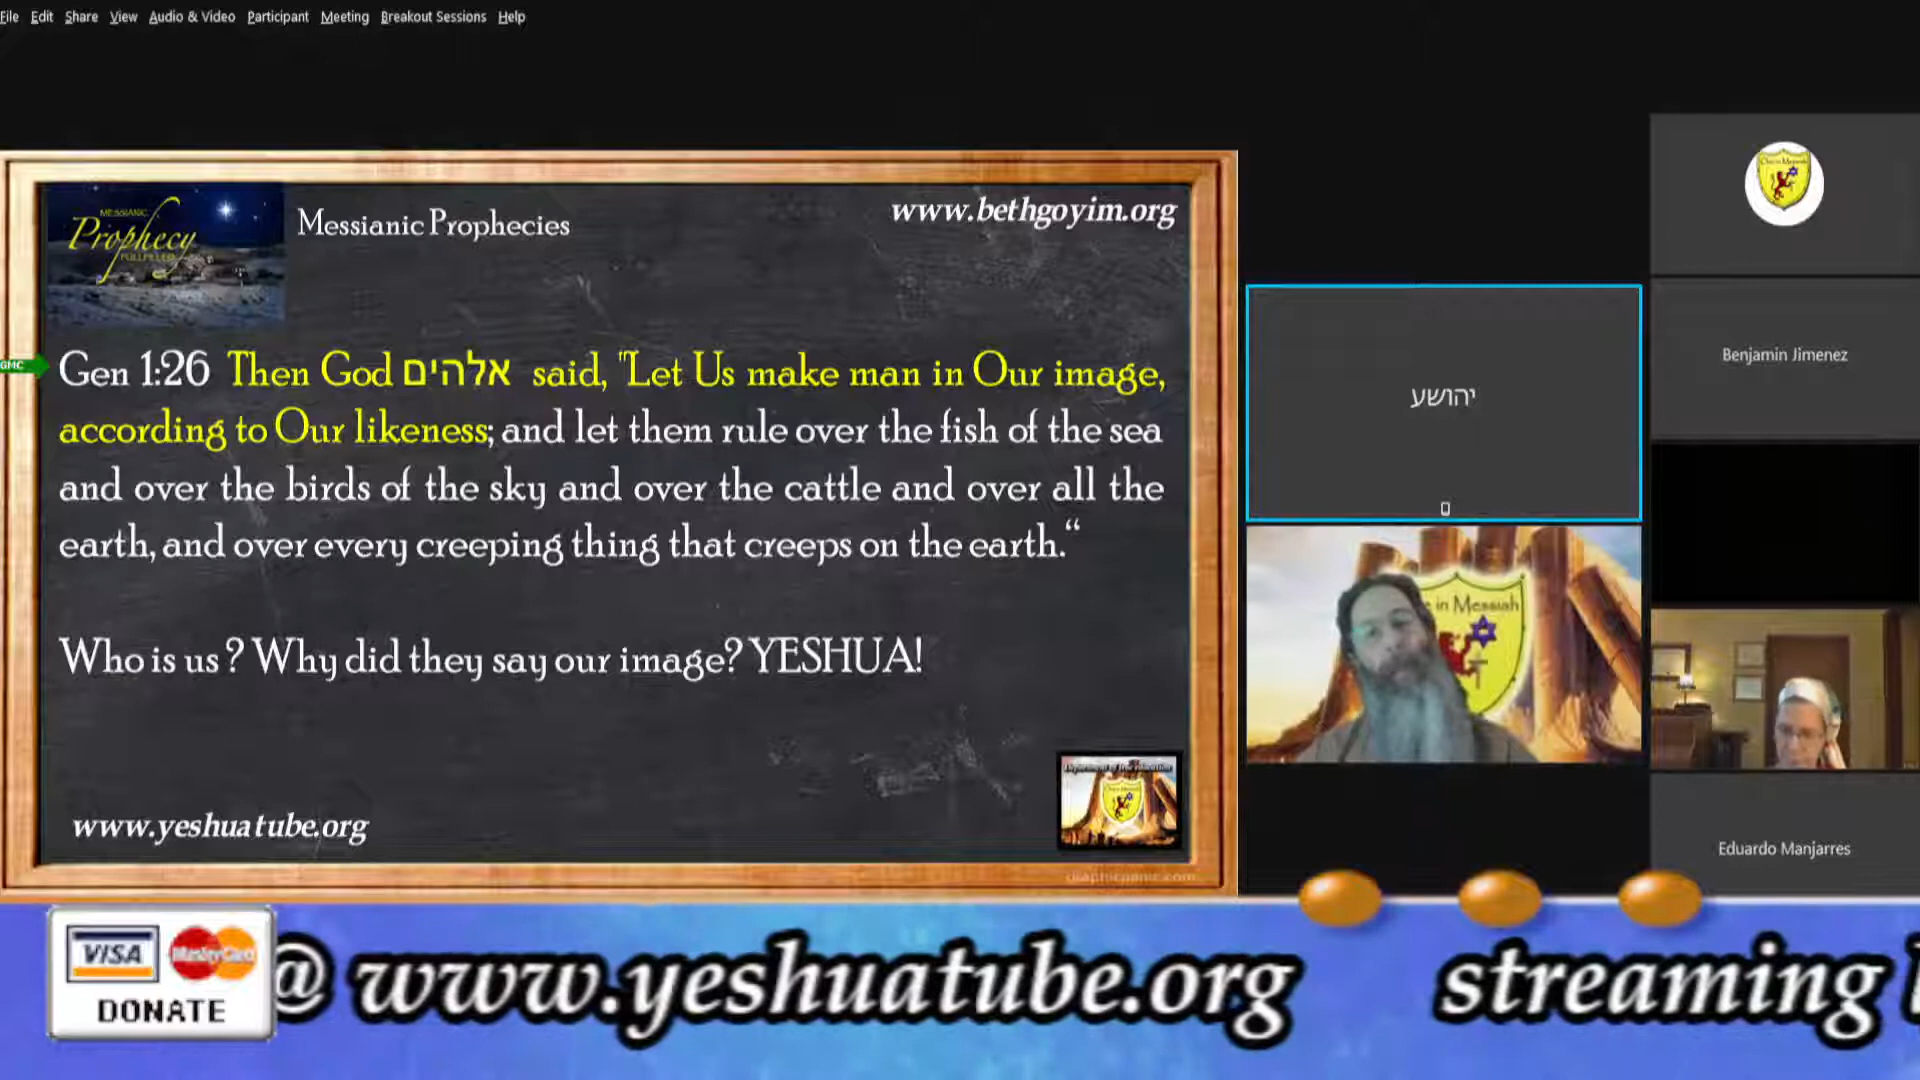 File Edit Share View Audio & Video Participant Meeting Breakout Sessions Help
MESSIANIC
Prophecy
FULFILLED
Messianic Prophecies
www.bethgoyim.org
GMC
Gen 1:26 Then God אלהים said, "Let Us make man in Our image,
according to Our likeness; and let them rule over the fish of the sea
and over the birds of the sky and over the cattle and over all the
earth, and over every creeping thing that creeps on the earth.“
Who is us ? Why did they say our image? YESHUA!
www.yeshuatube.org
יהושע
in Messiah
Benjamin Jimenez
Eduardo Manjarres
VISA MasterCard
DONATE
@ www.yeshuatube.org streaming